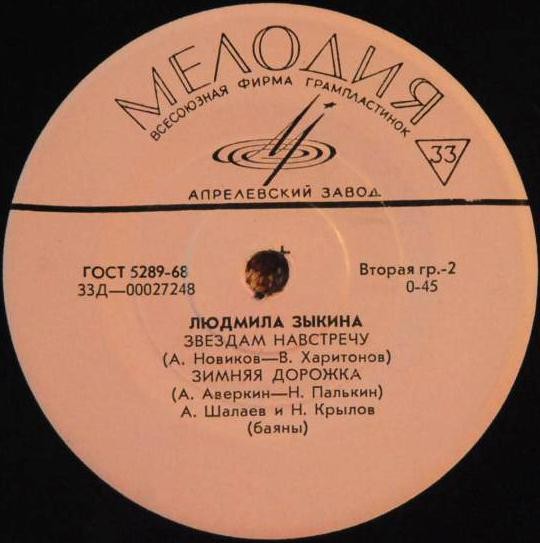 МЕЛОДИЯ
ВСЕСОЮЗНАЯ ФИРМА ГРАМПЛАСТИНОК
33
АПРЕЛЕВСКИЙ ЗАВОД
ГОСТ 5289-68
33Д—00027248
Вторая гр.-2
0-45
ЛЮДМИЛА ЗЫКИНА
ЗВЕЗДАМ НАВСТРЕЧУ
(А. Новиков—В. Харитонов)
ЗИМНЯЯ ДОРОЖКА
(А. Аверкин—Н. Палькин)
А. Шалаев и Н. Крылов
(баяны)